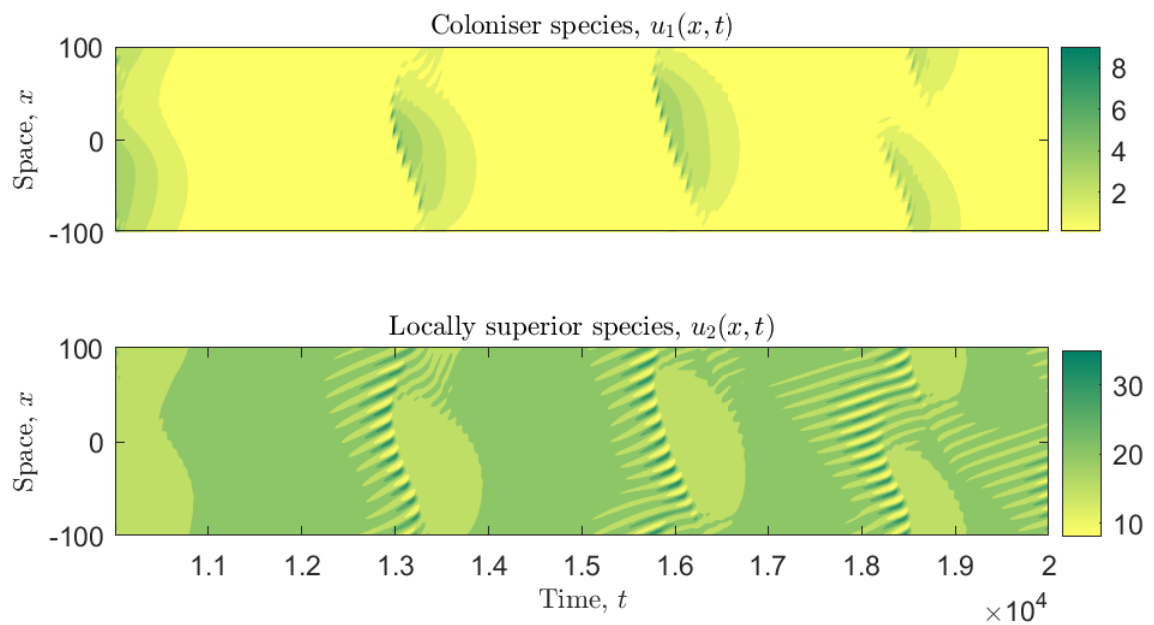 Coloniser species, u₁(x, t)
100
0
-100
Space, x
8
6
4
2
Locally superior species, u₂(x, t)
100
0
-100
Space, x
30
20
10
1.1 1.2 1.3 1.4 1.5 1.6 1.7 1.8 1.9 2
Time, t
×10⁴